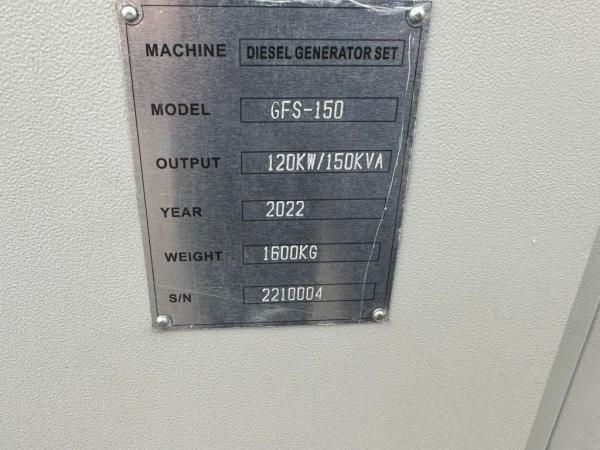 MACHINE DIESEL GENERATOR SET
MODEL GFS-150
OUTPUT 120KW/150KVA
YEAR 2022
WEIGHT 1600KG
S/N 2210004